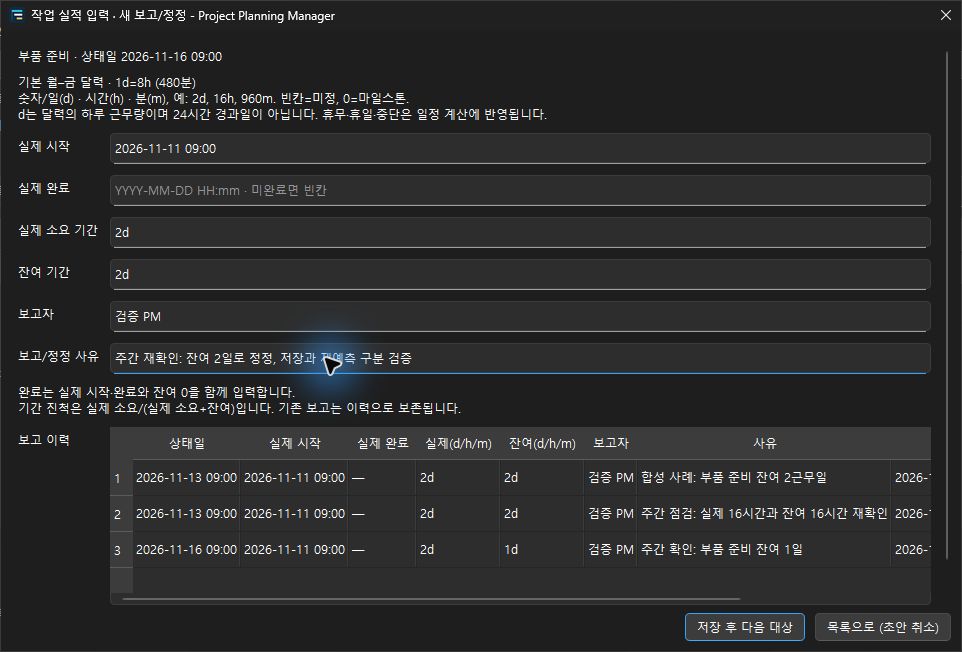 작업 실적 입력 · 새 보고/정정 - Project Planning Manager
부품 준비 · 상태일 2026-11-16 09:00
기본 월–금 달력 · 1d=8h (480분)
숫자/일(d) · 시간(h) · 분(m), 예: 2d, 16h, 960m. 빈칸=미정, 0=마일스톤.
d는 달력의 하루 근무량이며 24시간 경과일이 아닙니다. 휴무·휴일·중단은 일정 계산에 반영됩니다.
실제 시작 2026-11-11 09:00
실제 완료 YYYY-MM-DD HH:mm · 미완료면 빈칸
실제 소요 기간 2d
잔여 기간 2d
보고자 검증 PM
보고/정정 사유 주간 재확인: 잔여 2일로 정정, 저장과 재예측 구분 검증
완료는 실제 시작·완료와 잔여 0을 함께 입력합니다.
기간 진척은 실제 소요/(실제 소요+잔여)입니다. 기존 보고는 이력으로 보존됩니다.
보고 이력
상태일 실제 시작 실제 완료 실제(d/h/m) 잔여(d/h/m) 보고자 사유
1 2026-11-13 09:00 2026-11-11 09:00 — 2d 2d 검증 PM 합성 사례: 부품 준비 잔여 2근무일 2026-
2 2026-11-13 09:00 2026-11-11 09:00 — 2d 2d 검증 PM 주간 점검: 실제 16시간과 잔여 16시간 재확인 2026-
3 2026-11-16 09:00 2026-11-11 09:00 — 2d 1d 검증 PM 주간 확인: 부품 준비 잔여 1일 2026-
저장 후 다음 대상 목록으로 (초안 취소)